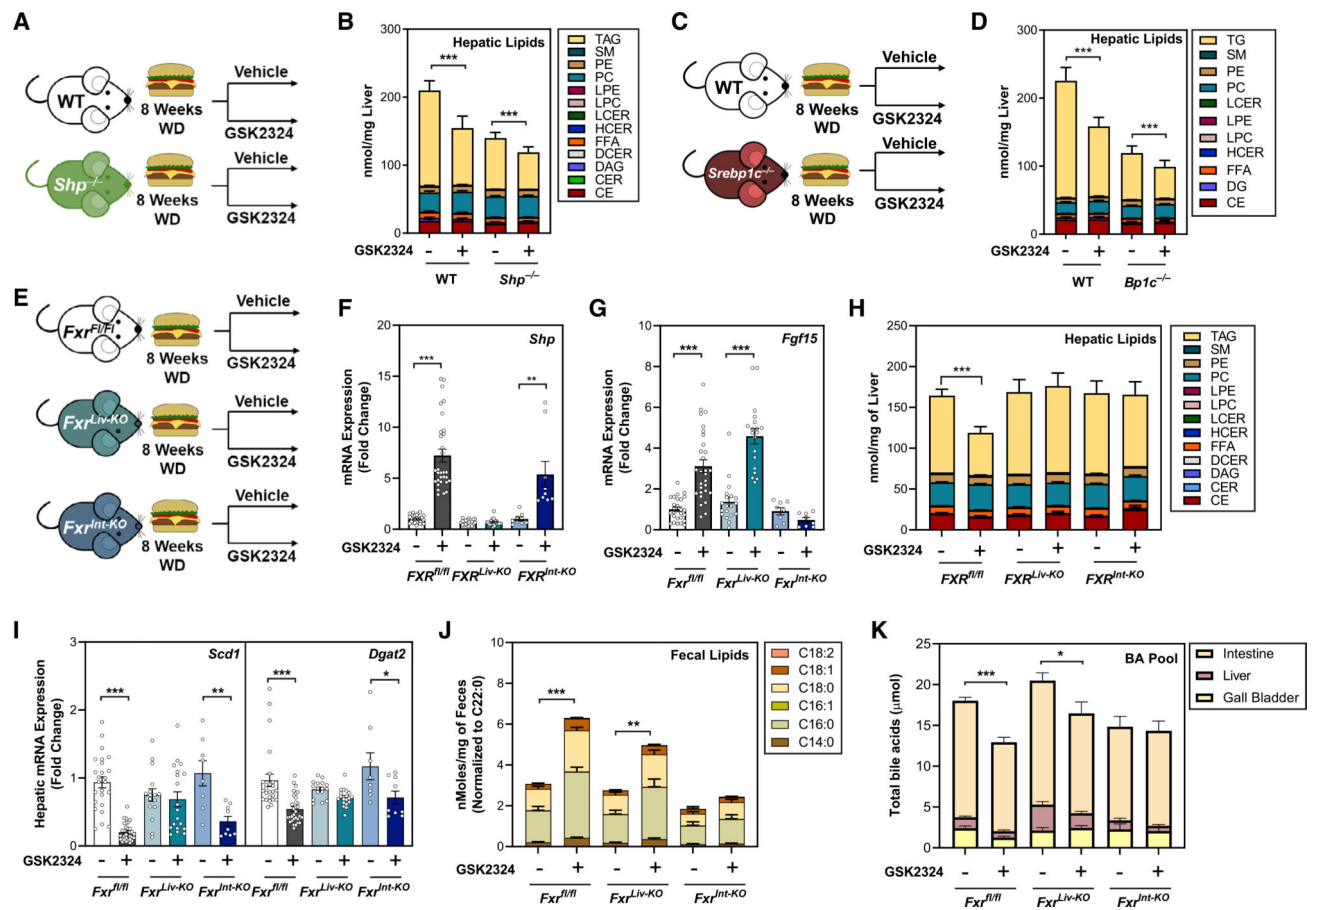 A
WT
8 Weeks
WD
Vehicle
GSK2324
Shp–/–
8 Weeks
WD
Vehicle
GSK2324
B
Hepatic Lipids
nmol/mg Liver
300
200
100
0
***
***
GSK2324
- + - +
WT
Shp–/–
TAG
SM
PE
PC
LPE
LPC
LCER
HCER
FFA
DCER
DAG
CER
CE
C
WT
8 Weeks
WD
Vehicle
GSK2324
Srebp1c–/–
8 Weeks
WD
Vehicle
GSK2324
D
Hepatic Lipids
nmol/mg Liver
300
200
100
0
***
***
GSK2324
- + - +
WT
Bp1c–/–
TG
SM
PE
PC
LCER
LPE
LPC
HCER
FFA
DG
CE
E
FxrFl/Fl
8 Weeks
WD
Vehicle
GSK2324
FxrLiv-KO
8 Weeks
WD
Vehicle
GSK2324
FxrInt-KO
8 Weeks
WD
Vehicle
GSK2324
F
Shp
mRNA Expression
(Fold Change)
20
15
10
5
0
***
**
GSK2324
- + - + - +
FXRfl/fl
FXRLiv-KO
FXRInt-KO
G
Fgf15
mRNA Expression
(Fold Change)
10
8
6
4
2
0
***
***
GSK2324
- + - + - +
Fxrfl/fl
FxrLiv-KO
FxrInt-KO
H
Hepatic Lipids
nmol/mg of Liver
250
200
150
100
50
0
***
GSK2324
- + - + - +
FXRfl/fl
FXRLiv-KO
FXRInt-KO
TAG
SM
PE
PC
LPE
LPC
LCER
HCER
FFA
DCER
DAG
CER
CE
I
Scd1
Dgat2
Hepatic mRNA Expression
(Fold Change)
3
2
1
0
***
**
***
*
GSK2324
- + - + - + - + - + - +
Fxrfl/fl
FxrLiv-KO
FxrInt-KO
Fxrfl/fl
FxrLiv-KO
FxrInt-KO
J
Fecal Lipids
nMoles/mg of Feces
(Normalized to C22:0)
10
8
6
4
2
0
***
**
GSK2324
- + - + - +
Fxrfl/fl
FxrLiv-KO
FxrInt-KO
C18:2
C18:1
C18:0
C16:1
C16:0
C14:0
K
BA Pool
Total bile acids (μmol)
25
20
15
10
5
0
***
*
GSK2324
- + - + - +
Fxrfl/fl
FxrLiv-KO
FxrInt-KO
Intestine
Liver
Gall Bladder